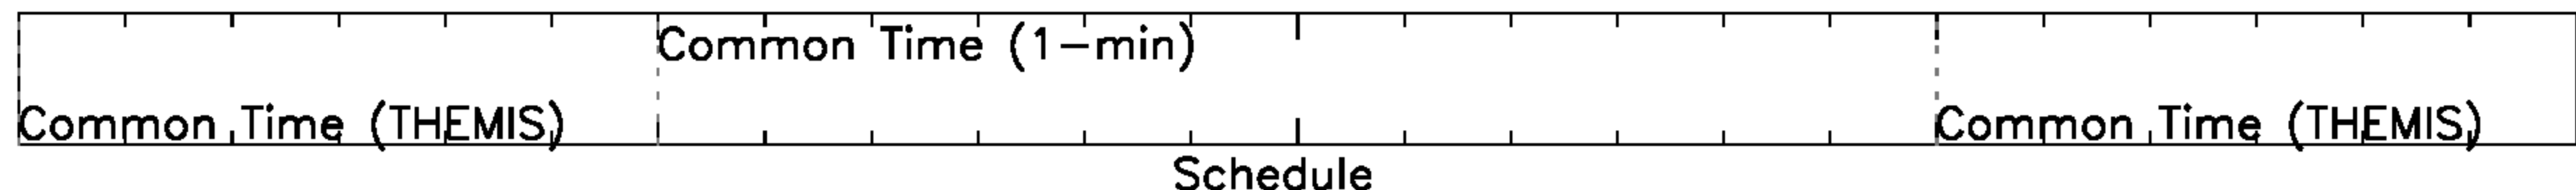 Common Time (1-min)
Common Time (THEMIS)
Common Time (THEMIS)
Schedule